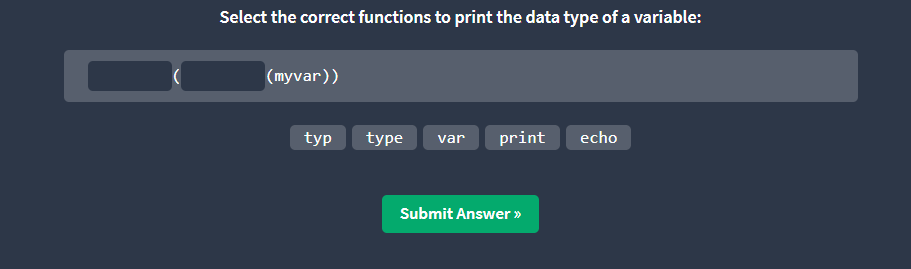 Select the correct functions to print the data type of a variable:
( (myvar))
typ type var print echo
Submit Answer »